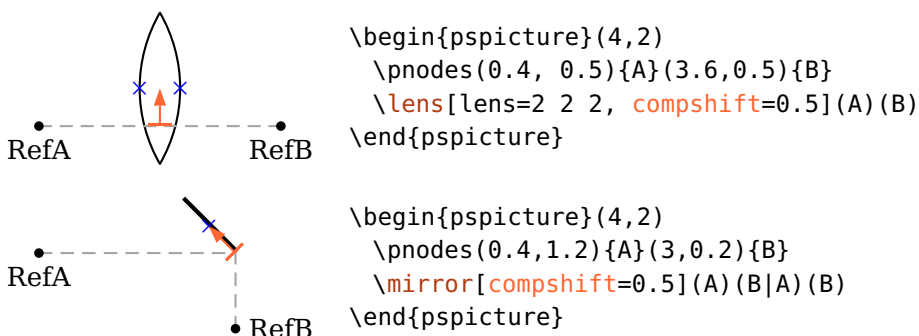 RefA
RefB
\begin{pspicture}(4,2)
  \pnodes(0.4, 0.5){A}(3.6,0.5){B}
  \lens[lens=2 2 2, compshift=0.5](A)(B)
\end{pspicture}
RefA
RefB
\begin{pspicture}(4,2)
  \pnodes(0.4,1.2){A}(3,0.2){B}
  \mirror[compshift=0.5](A)(B|A)(B)
\end{pspicture}